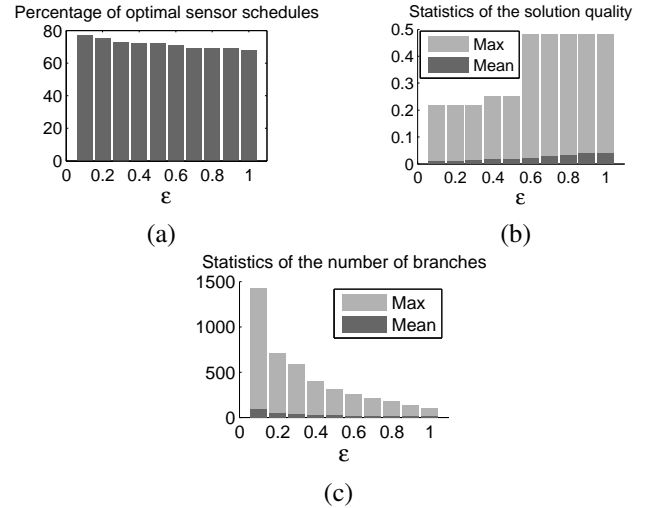 Percentage of optimal sensor schedules
80
60
40
20
0
0 0.2 0.4 0.6 0.8 1
ε
(a)
Statistics of the solution quality
0.5
0.4
0.3
0.2
0.1
0
Max
Mean
0 0.2 0.4 0.6 0.8 1
ε
(b)
Statistics of the number of branches
1500
1000
500
0
Max
Mean
0 0.2 0.4 0.6 0.8 1
ε
(c)